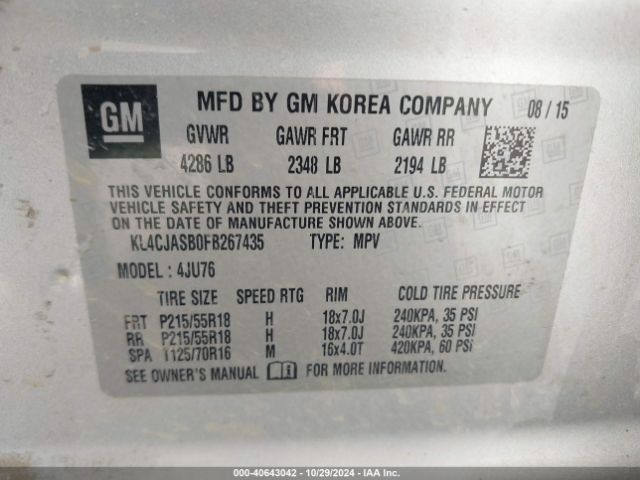 GM
MFD BY GM KOREA COMPANY 08 / 15
GVWR GAWR FRT GAWR RR
4286 LB 2348 LB 2194 LB
THIS VEHICLE CONFORMS TO ALL APPLICABLE U.S. FEDERAL MOTOR
VEHICLE SAFETY AND THEFT PREVENTION STANDARDS IN EFFECT
ON THE DATE OF MANUFACTURE SHOWN ABOVE.
KL4CJASB0FB267435 TYPE: MPV
MODEL : 4JU76
TIRE SIZE SPEED RTG RIM COLD TIRE PRESSURE
FRT P215/55R18 H 18x7.0J 240KPA, 35 PSI
RR P215/55R18 H 18x7.0J 240KPA, 35 PSI
SPA T125/70R16 M 16x4.0T 420KPA, 60 PSI
SEE OWNER'S MANUAL FOR MORE INFORMATION.
000-40643042 - 10/29/2024 - IAA Inc.